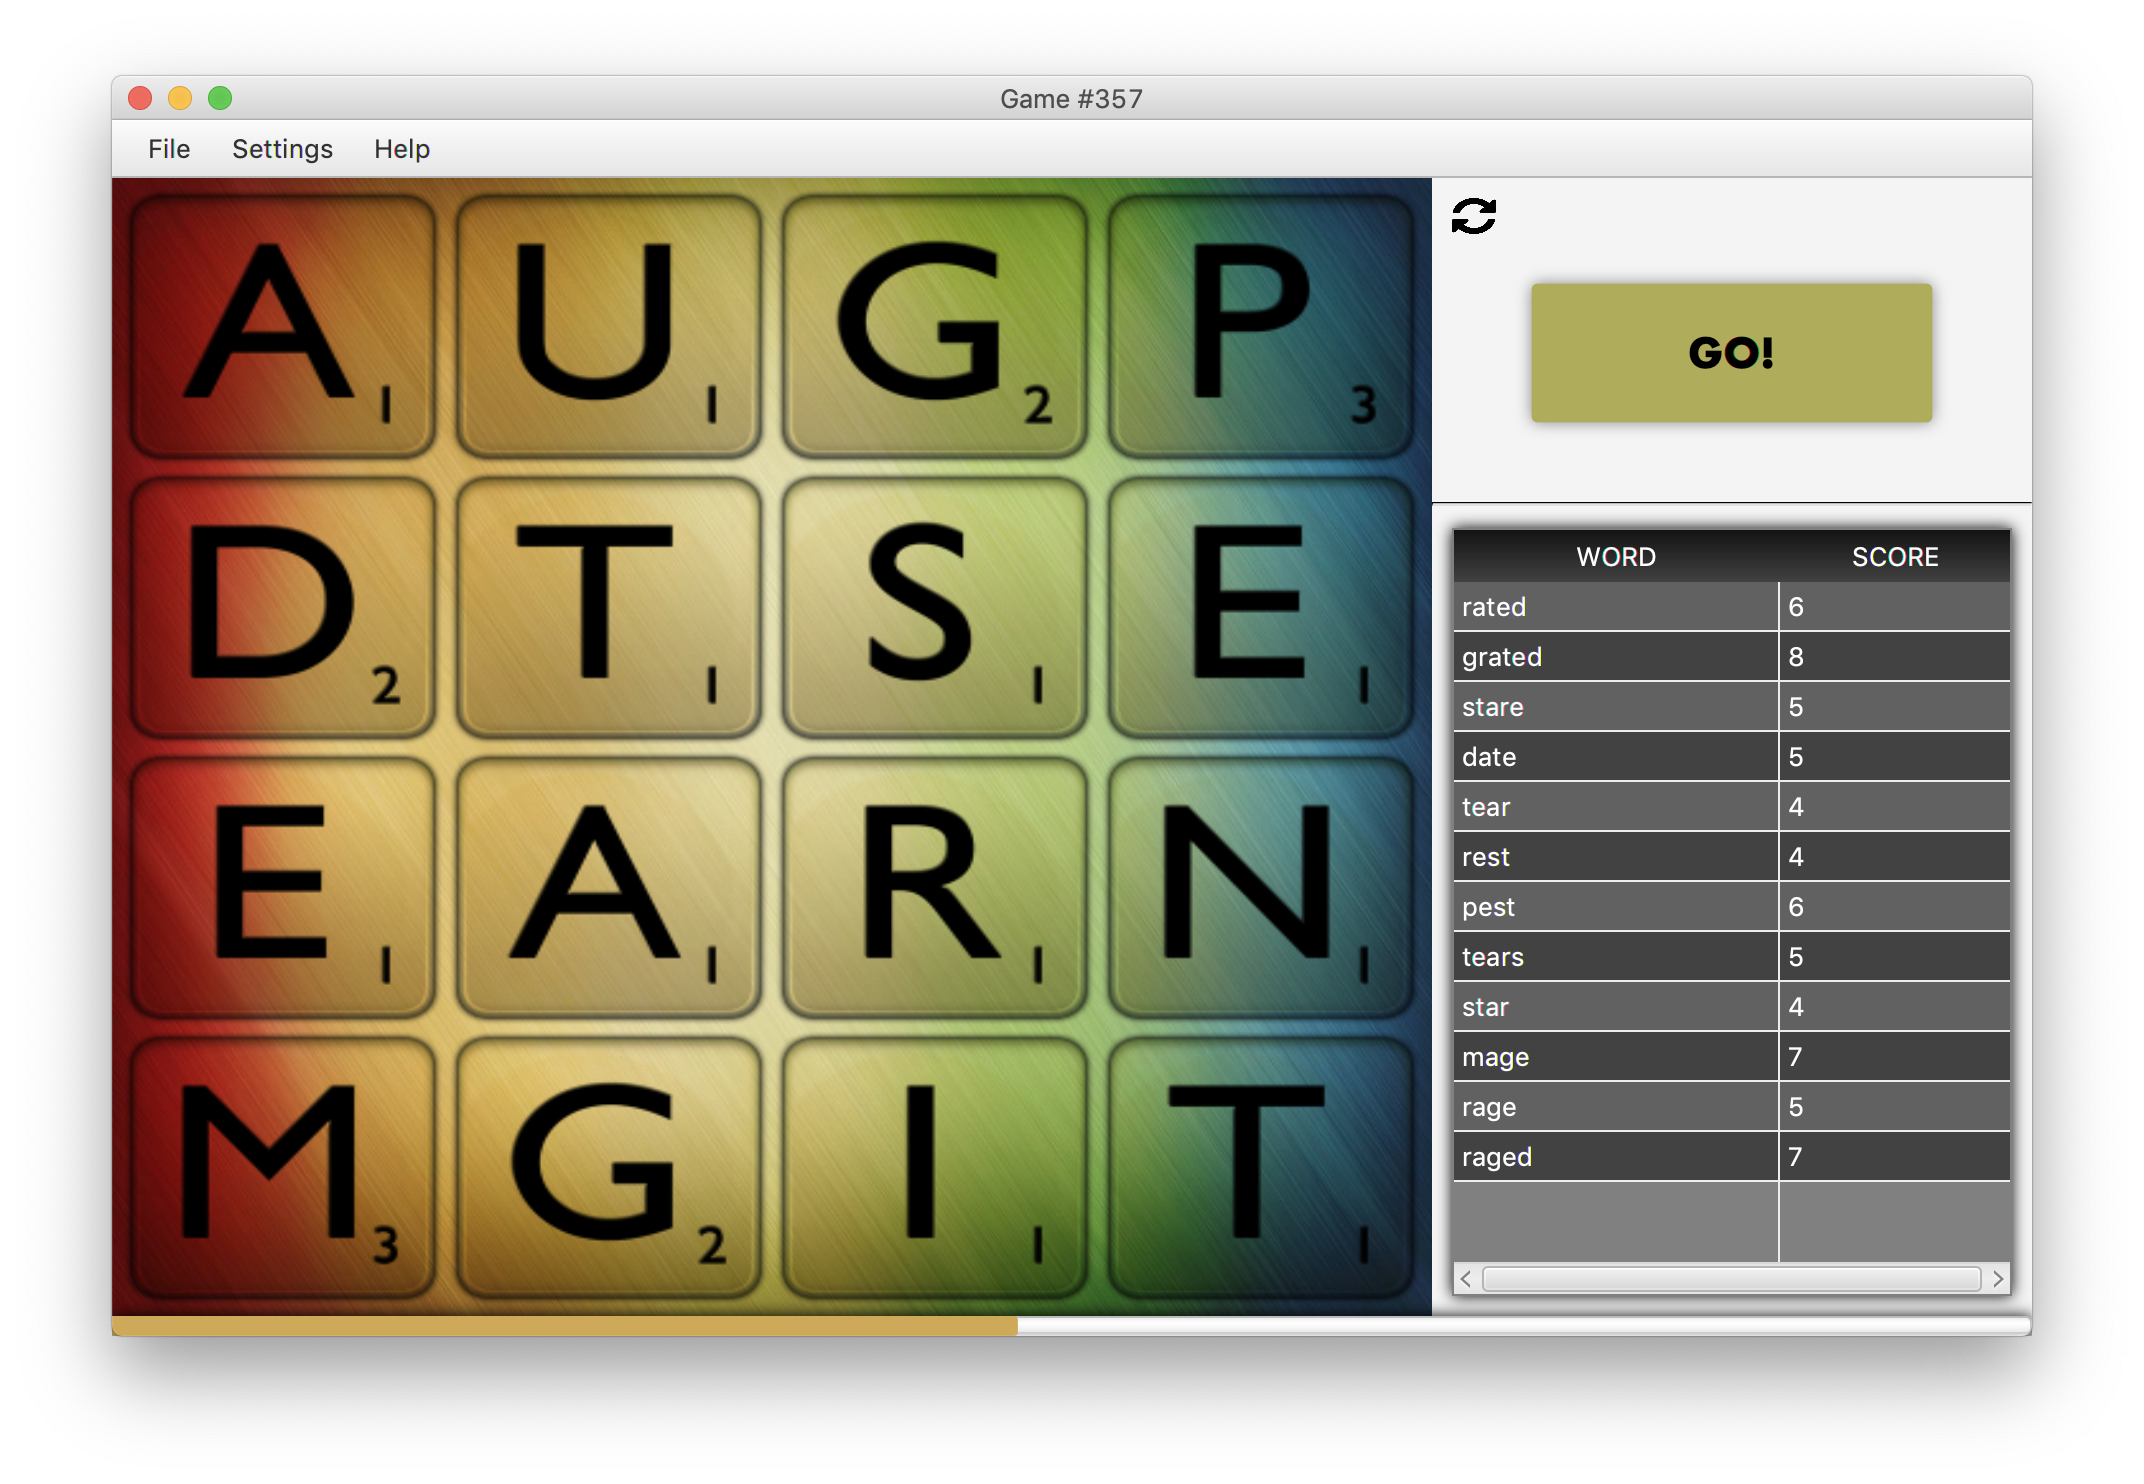 Game #357
File Settings Help
A 1 U 1 G 2 P 3
D 2 T 1 S 1 E 1
E 1 A 1 R 1 N 1
M 3 G 2 I 1 T 1
GO!
WORD SCORE
rated 6
grated 8
stare 5
date 5
tear 4
rest 4
pest 6
tears 5
star 4
mage 7
rage 5
raged 7